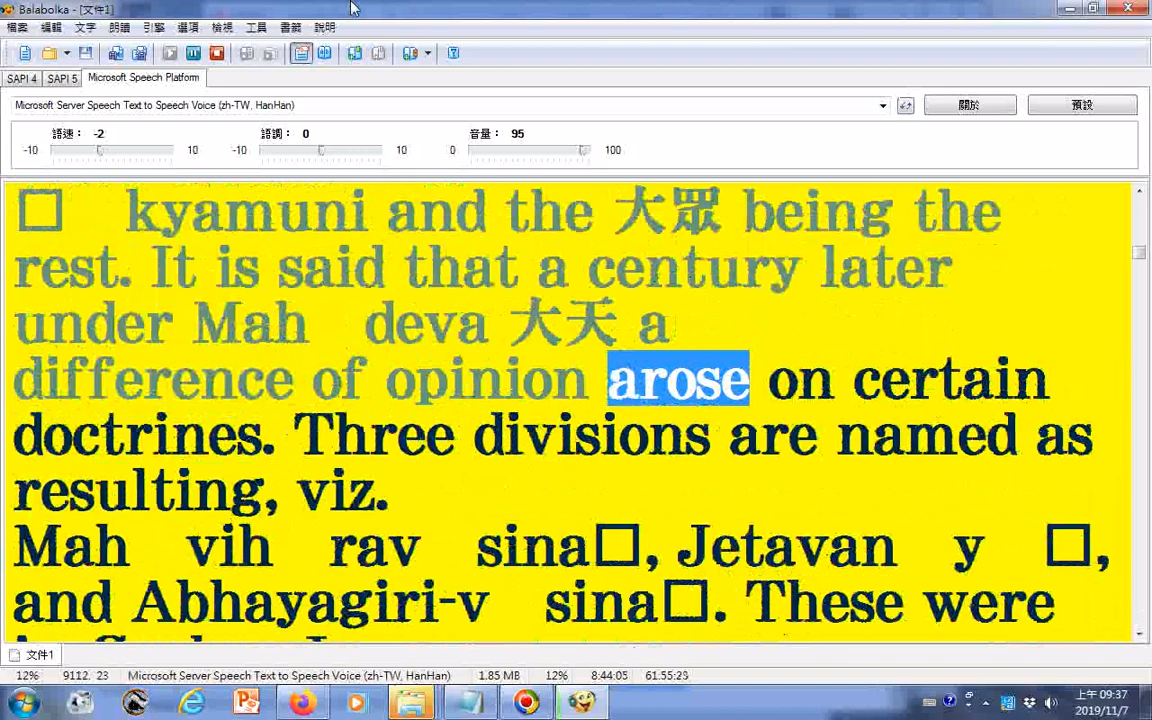 Balabolka - [文件1]
檔案 編輯 文字 朗讀 引擎 選項 檢視 工具 書籤 說明
SAPI 4 SAPI 5 Microsoft Speech Platform
Microsoft Server Speech Text to Speech Voice (zh-TW, HanHan) 關於 預設
語速： -2 語調： 0 音量： 95
-10 10 -10 10 0 100
□ kyamuni and the 大眾 being the
rest. It is said that a century later
under Mah deva 大天 a
difference of opinion arose on certain
doctrines. Three divisions are named as
resulting, viz.
Mah vih rav sina□, Jetavan y □,
and Abhayagiri-v sina□. These were
文件1
12% 9112. 23 Microsoft Server Speech Text to Speech Voice (zh-TW, HanHan) 1.85 MB 12% 8:44:05 61:55:23
上午 09:37
2019/11/7